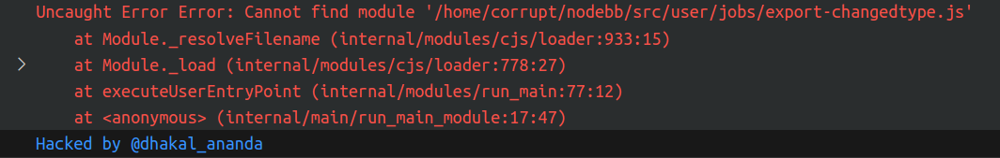 Uncaught Error Error: Cannot find module '/home/corrupt/nodebb/src/user/jobs/export-changedtype.js'
at Module._resolveFilename (internal/modules/cjs/loader:933:15)
at Module._load (internal/modules/cjs/loader:778:27)
at executeUserEntryPoint (internal/modules/run_main:77:12)
at <anonymous> (internal/main/run_main_module:17:47)
Hacked by @dhakal_ananda